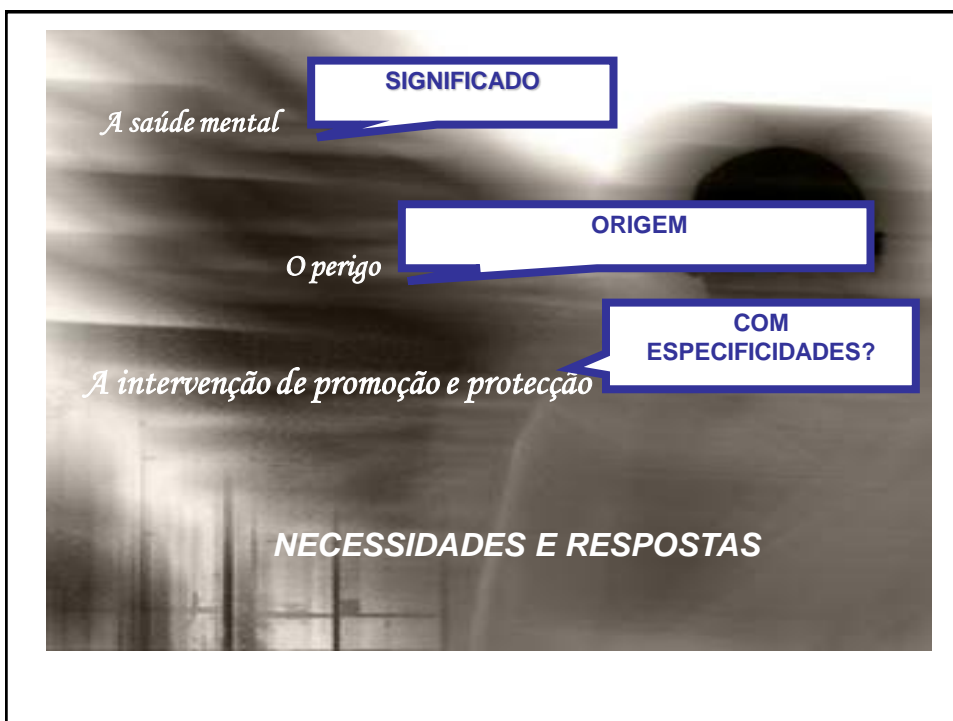 SIGNIFICADO
A saúde mental
ORIGEM
O perigo
COM
ESPECIFICIDADES?
A intervenção de promoção e protecção
NECESSIDADES E RESPOSTAS